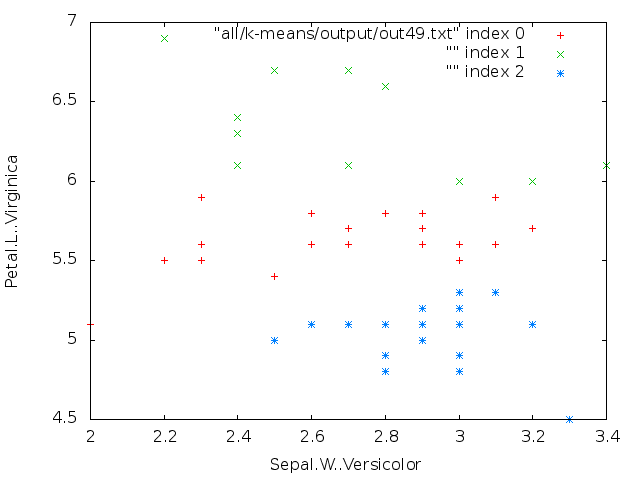 "all/k-means/output/out49.txt" index 0
"" index 1
"" index 2
7
6.5
6
5.5
5
4.5
2 2.2 2.4 2.6 2.8 3 3.2 3.4
Petal.L..Virginica
Sepal.W..Versicolor